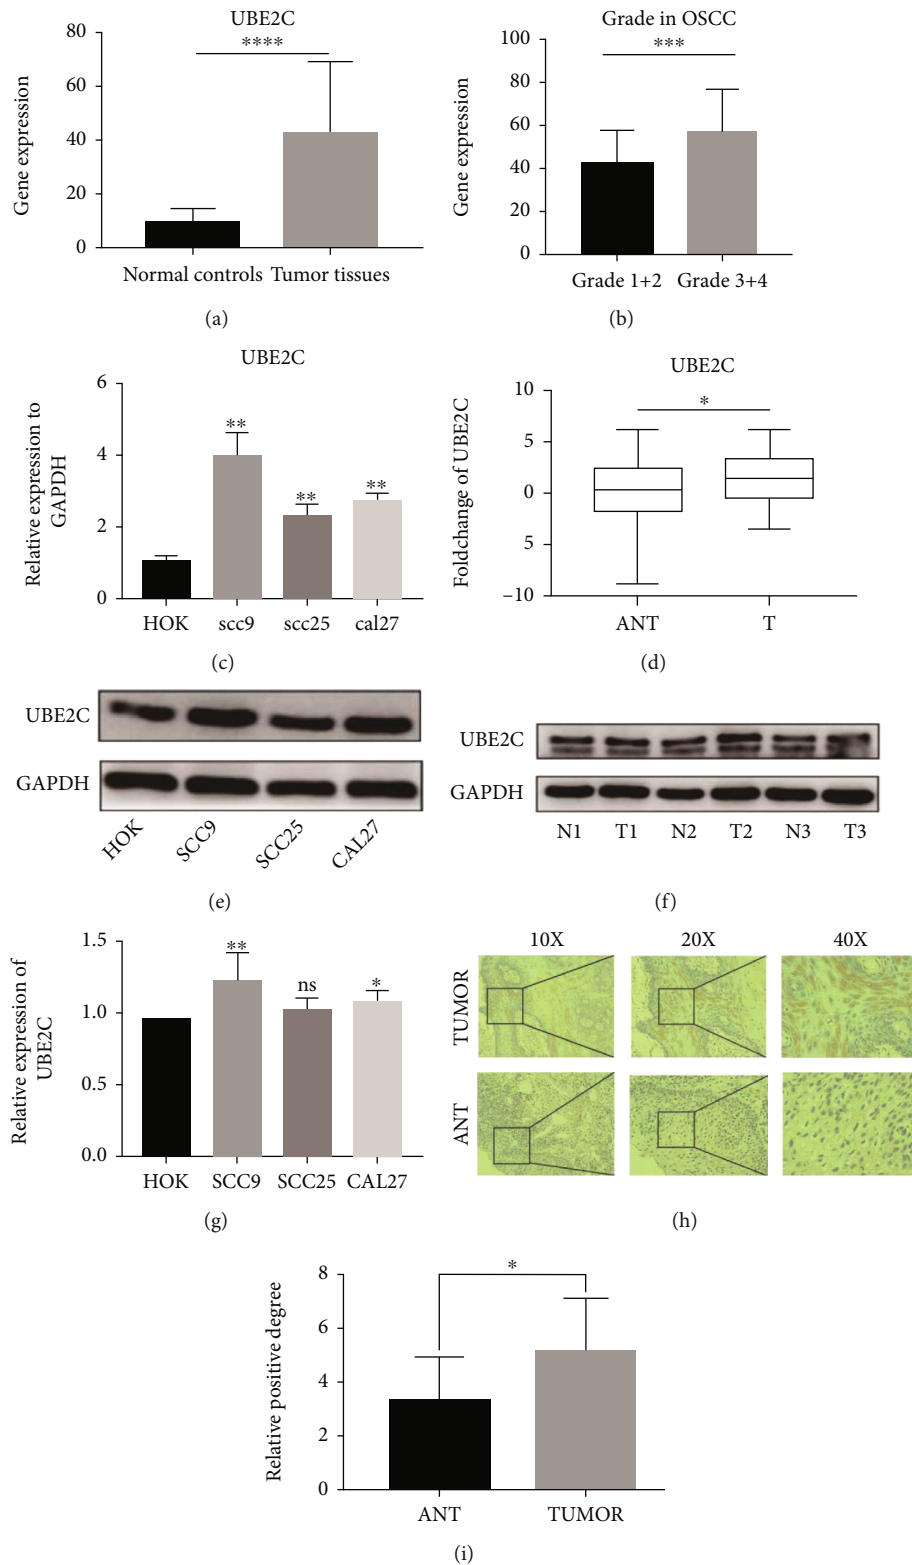 UBE2C
80
60
40
20
0
Gene expression
****
Normal controls Tumor tissues
(a)
Grade in OSCC
100
80
60
40
20
0
Gene expression
***
Grade 1+2 Grade 3+4
(b)
UBE2C
6
4
2
0
Relative expression to
GAPDH
**
**
**
HOK scc9 scc25 cal27
(c)
UBE2C
10
5
0
5
–10
Foldchange of UBE2C
*
ANT T
(d)
UBE2C
GAPDH
HOK SCC9 SCC25 CAL27
(e)
UBE2C
GAPDH
N1 T1 N2 T2 N3 T3
(f)
1.5
1.0
0.5
0.0
Relative expression of
UBE2C
**
ns
*
HOK SCC9 SCC25 CAL27
(g)
10X 20X 40X
TUMOR
ANT
(h)
8
6
4
2
0
Relative positive degree
*
ANT TUMOR
(i)